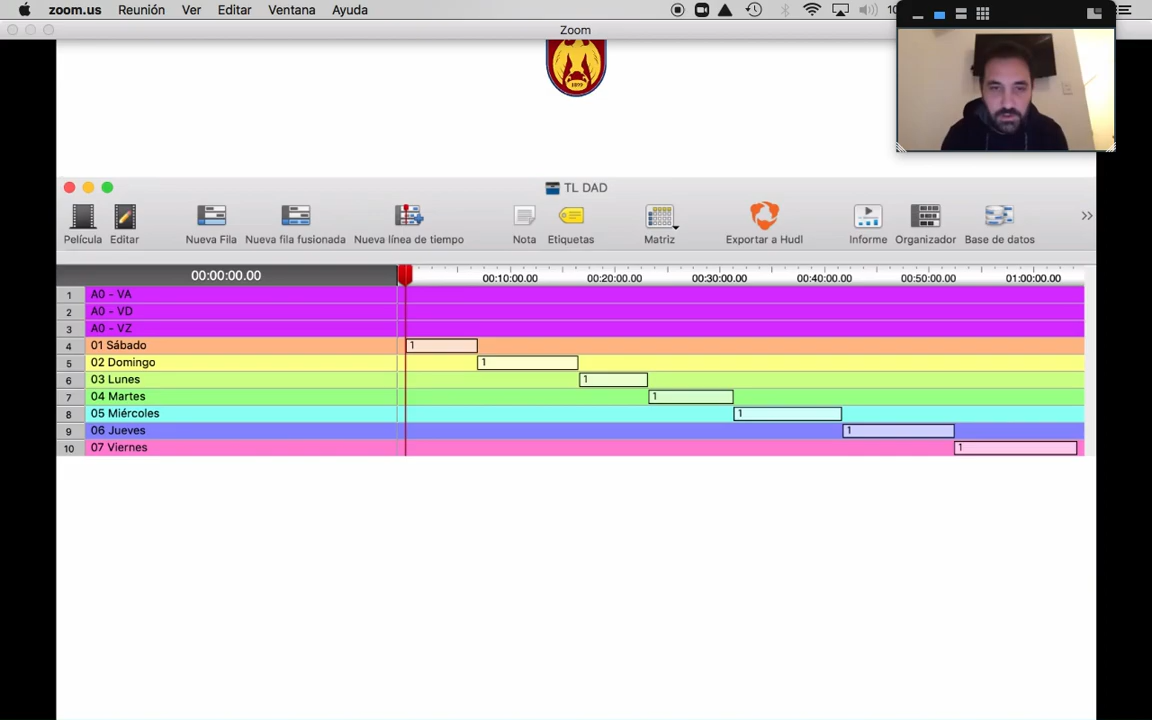 zoom.us Reunión Ver Editar Ventana Ayuda
Zoom
TL DAD
Película Editar Nueva Fila Nueva fila fusionada Nueva línea de tiempo Nota Etiquetas Matriz Exportar a Hudl Informe Organizador Base de datos
00:00:00.00 00:10:00.00 00:20:00.00 00:30:00.00 00:40:00.00 00:50:00.00 01:00:00.00
1 A0 - VA
2 A0 - VD
3 A0 - VZ
4 01 Sábado 1
5 02 Domingo 1
6 03 Lunes 1
7 04 Martes 1
8 05 Miércoles 1
9 06 Jueves 1
10 07 Viernes 1